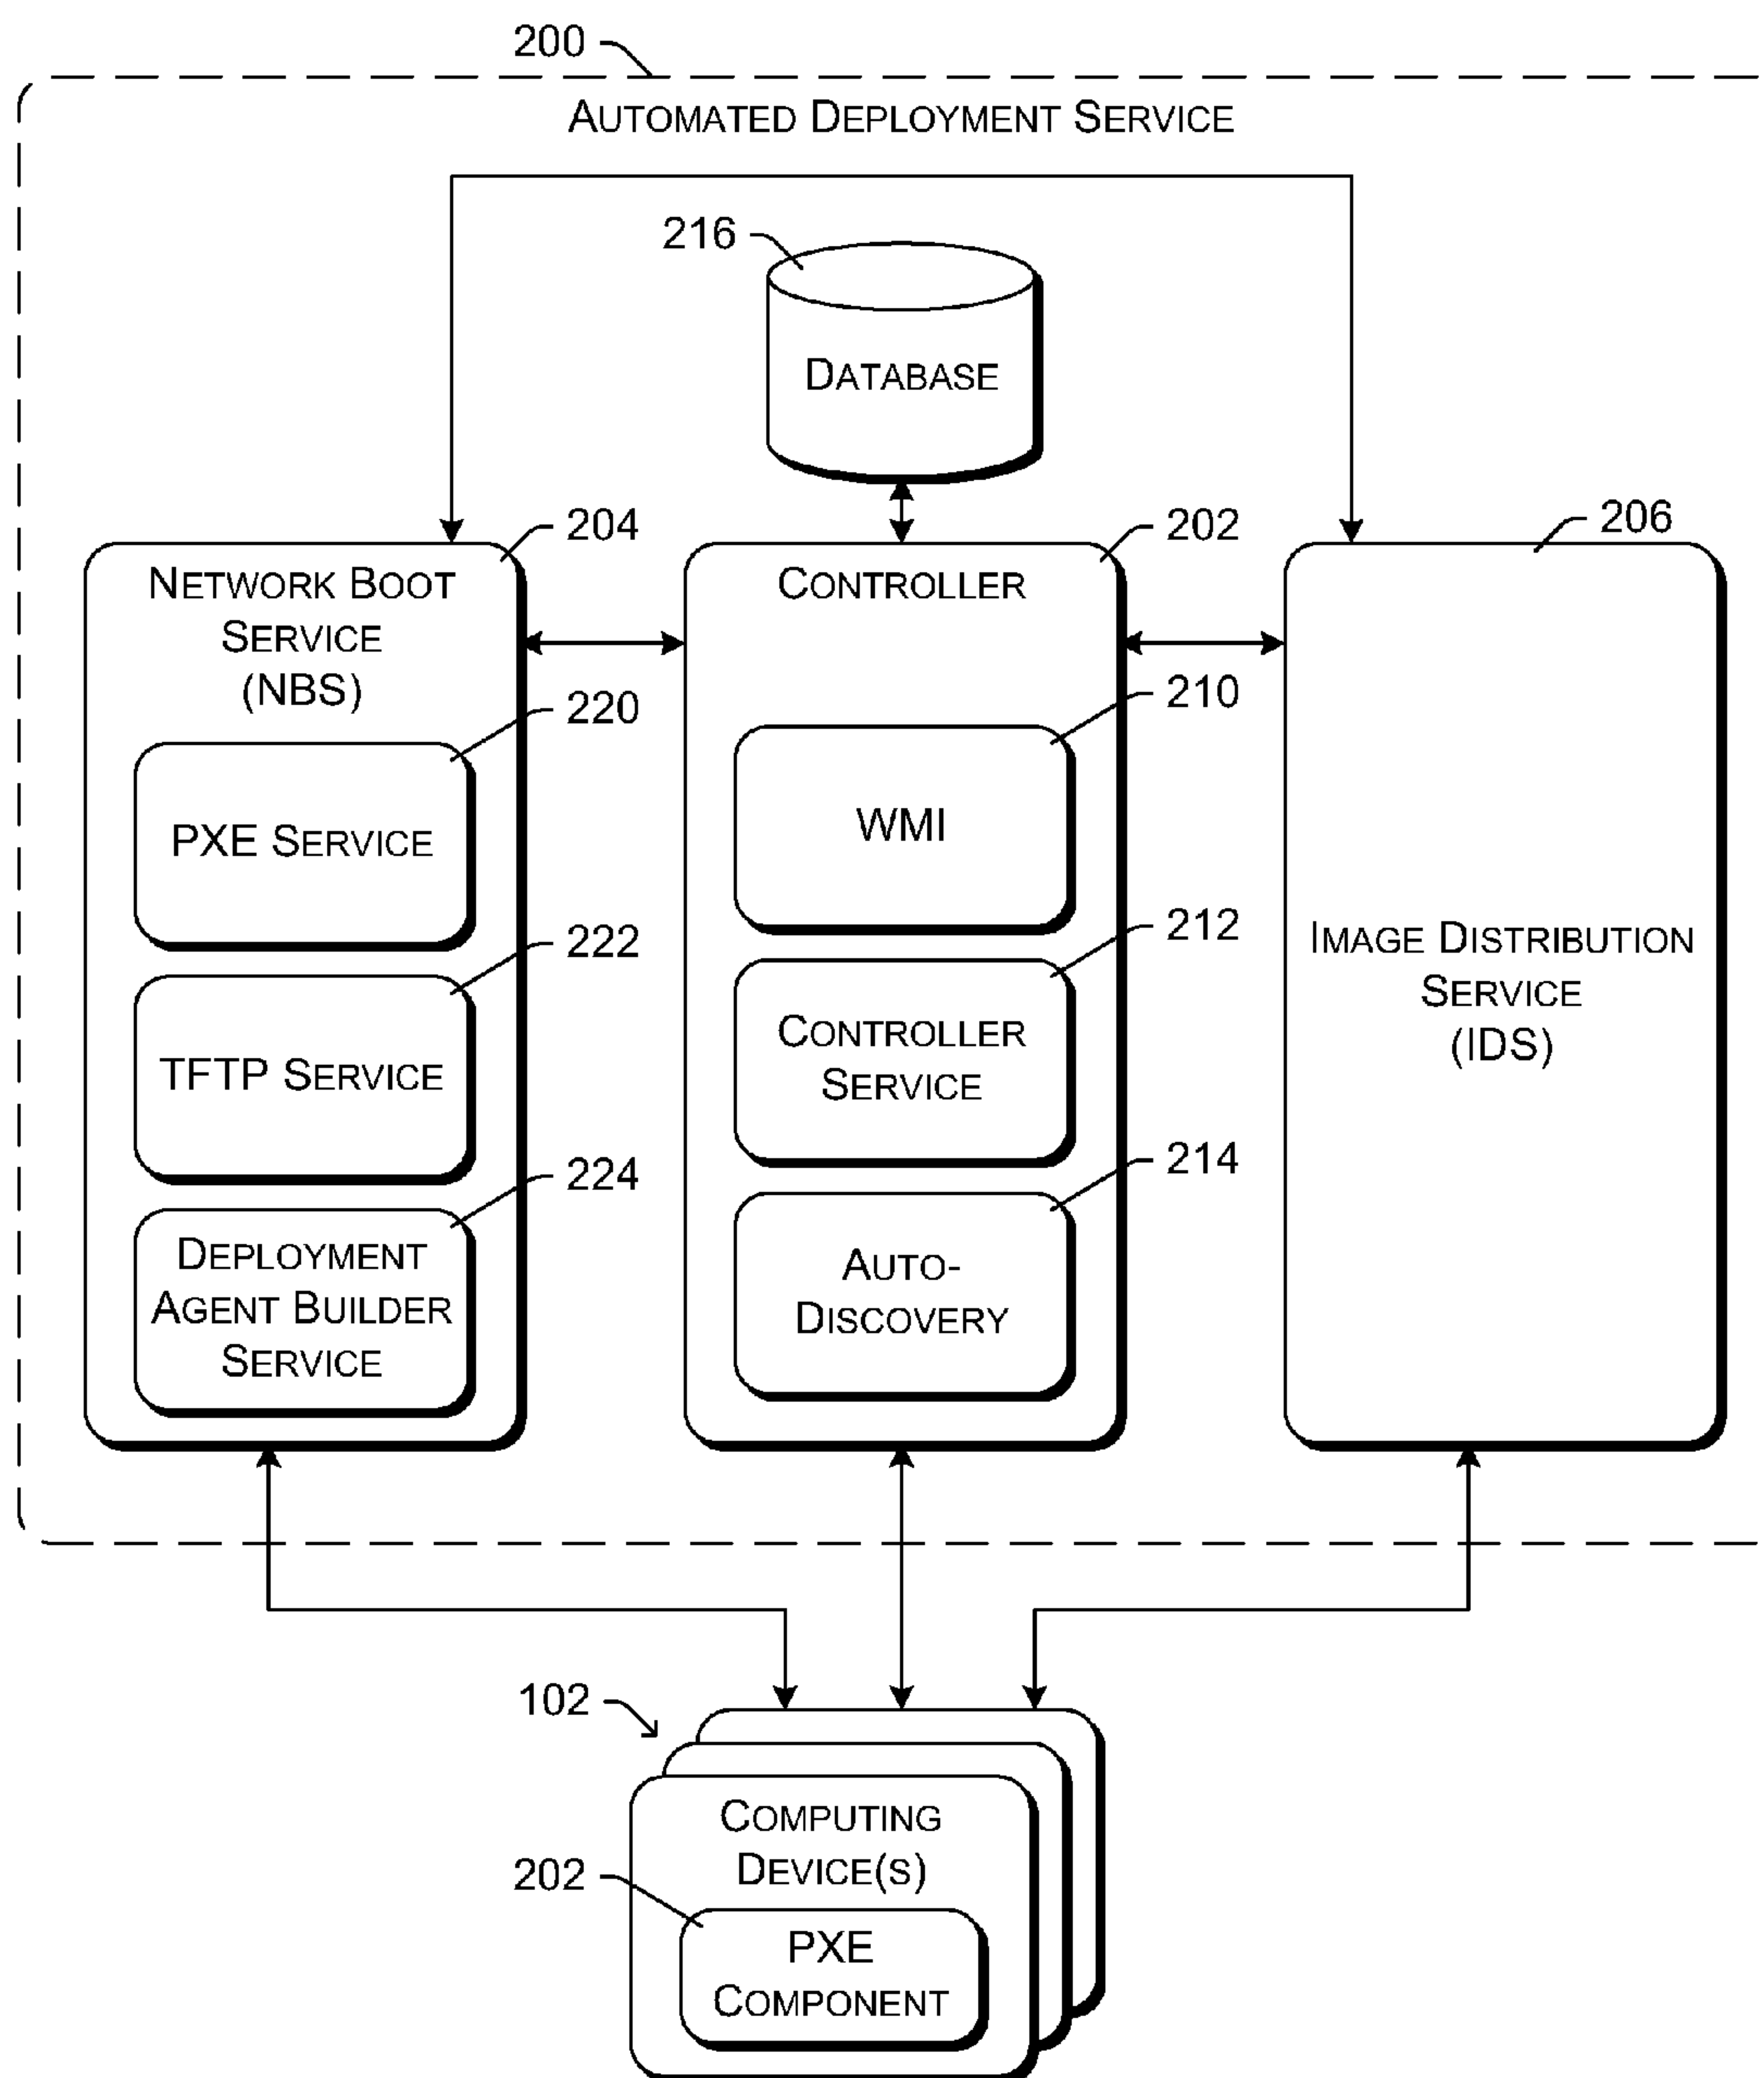 200
AUTOMATED DEPLOYMENT SERVICE
216
DATABASE
204
202
206
NETWORK BOOT
SERVICE
(NBS)
CONTROLLER
220
210
PXE SERVICE
WMI
222
212
IMAGE DISTRIBUTION
SERVICE
(IDS)
TFTP SERVICE
CONTROLLER
SERVICE
224
214
DEPLOYMENT
AGENT BUILDER
SERVICE
AUTO-
DISCOVERY
102
COMPUTING
DEVICE(S)
202
PXE
COMPONENT